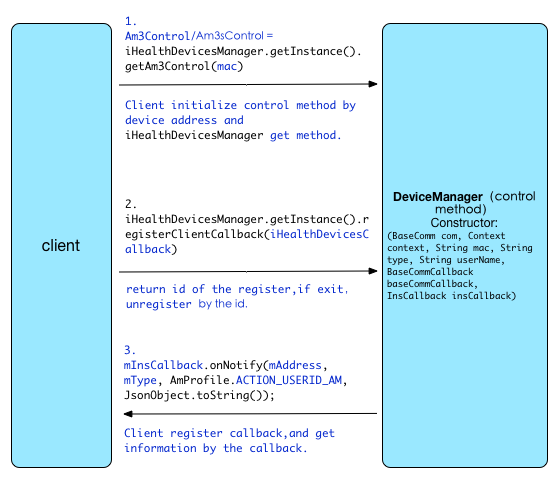 client
1.
Am3Control/Am3sControl =
iHealthDevicesManager.getInstance().
getAm3Control(mac)
Client initialize control method by
device address and
iHealthDevicesManager get method.
2.
iHealthDevicesManager.getInstance().r
egisterClientCallback(iHealthDevicesC
allback)
return id of the register,if exit.
unregister by the id.
3.
mInsCallback.onNotify(mAddress,
mType, AmProfile.ACTION_USERID_AM,
JsonObject.toString());
Client register callback,and get
information by the callback.
DeviceManager (control
method)
Constructor:
(BaseComm com, Context
context, String mac, String
type, String userName,
BaseCommCallback
baseCommCallback,
InsCallback insCallback)